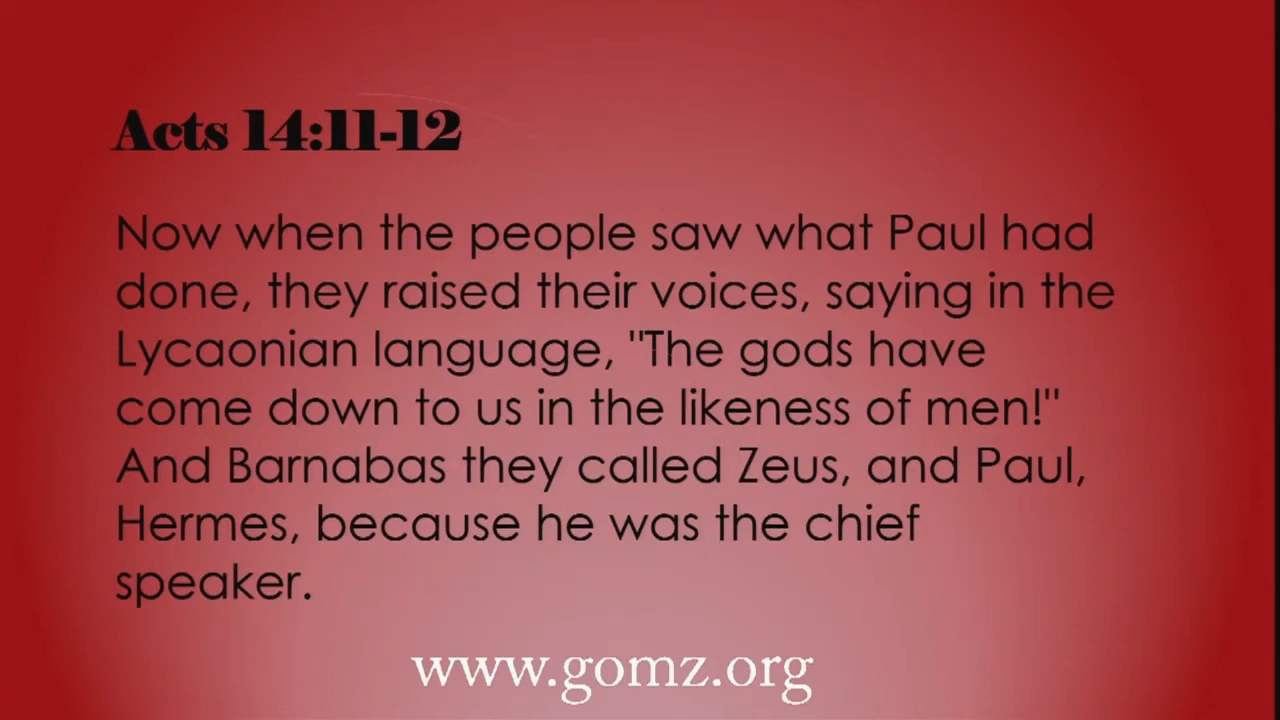 Acts 14:11-12
Now when the people saw what Paul had
done, they raised their voices, saying in the
Lycaonian language, "The gods have
come down to us in the likeness of men!"
And Barnabas they called Zeus, and Paul,
Hermes, because he was the chief
speaker.
www.gomz.org